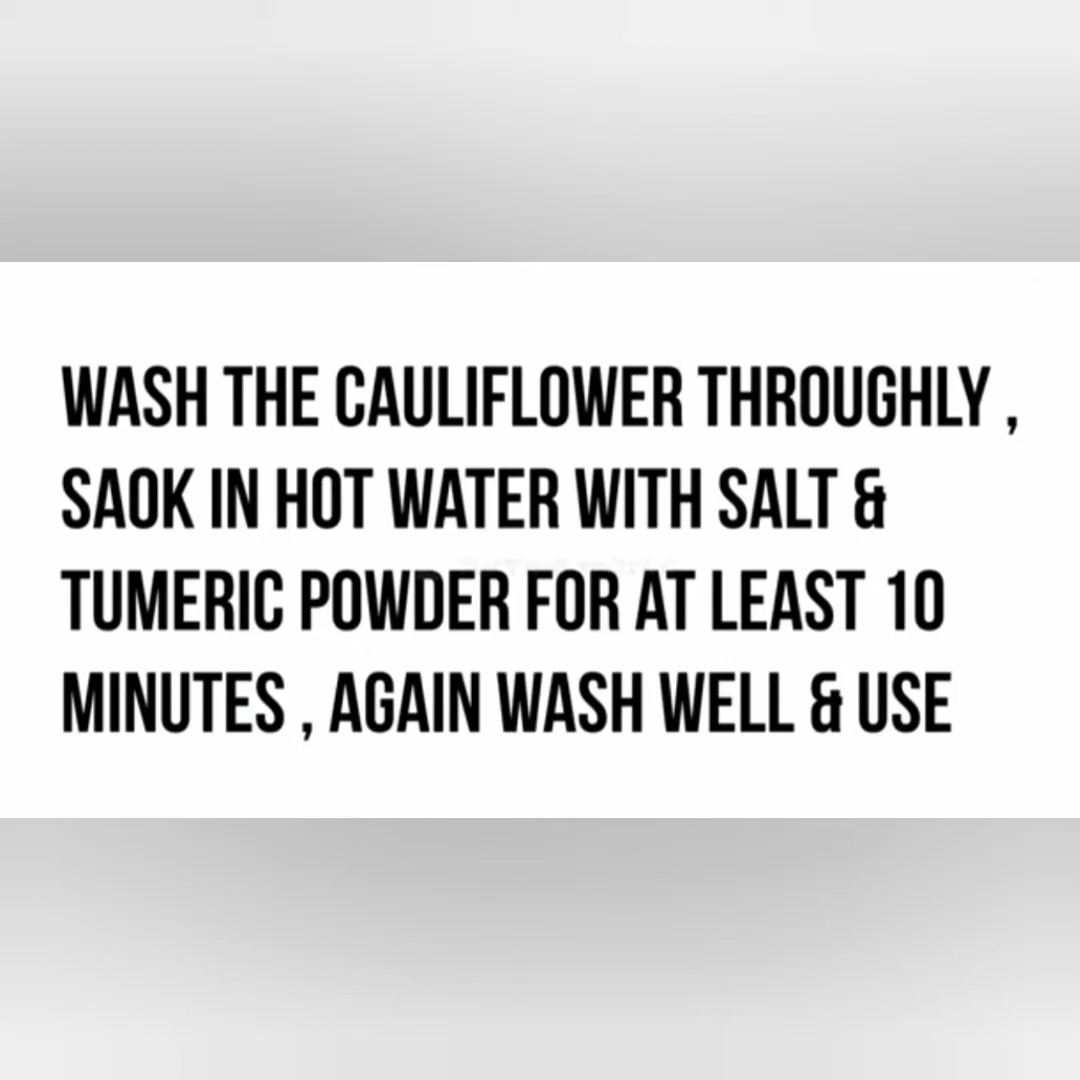 WASH THE CAULIFLOWER THROUGHLY ,
SAOK IN HOT WATER WITH SALT &
TUMERIC POWDER FOR AT LEAST 10
MINUTES , AGAIN WASH WELL & USE